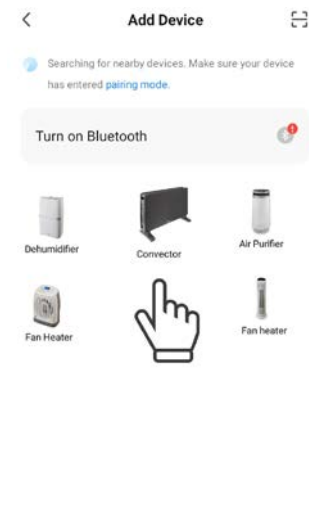 Add Device
Searching for nearby devices. Make sure your device
has entered pairing mode.
Turn on Bluetooth
Dehumidifier
Convector
Air Purifier
Fan Heater
Fan heater